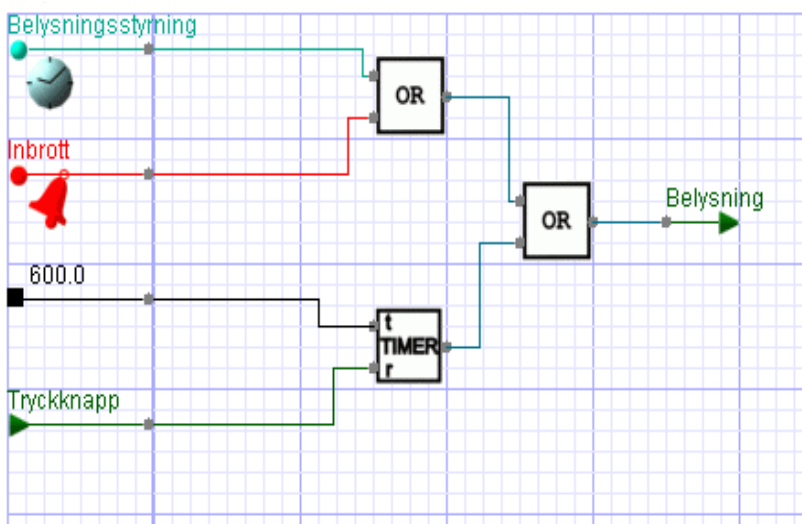 Belysningsstyrning
OR
Inbrott
OR
Belysning
600.0
t
TIMER
r
Tryckknapp